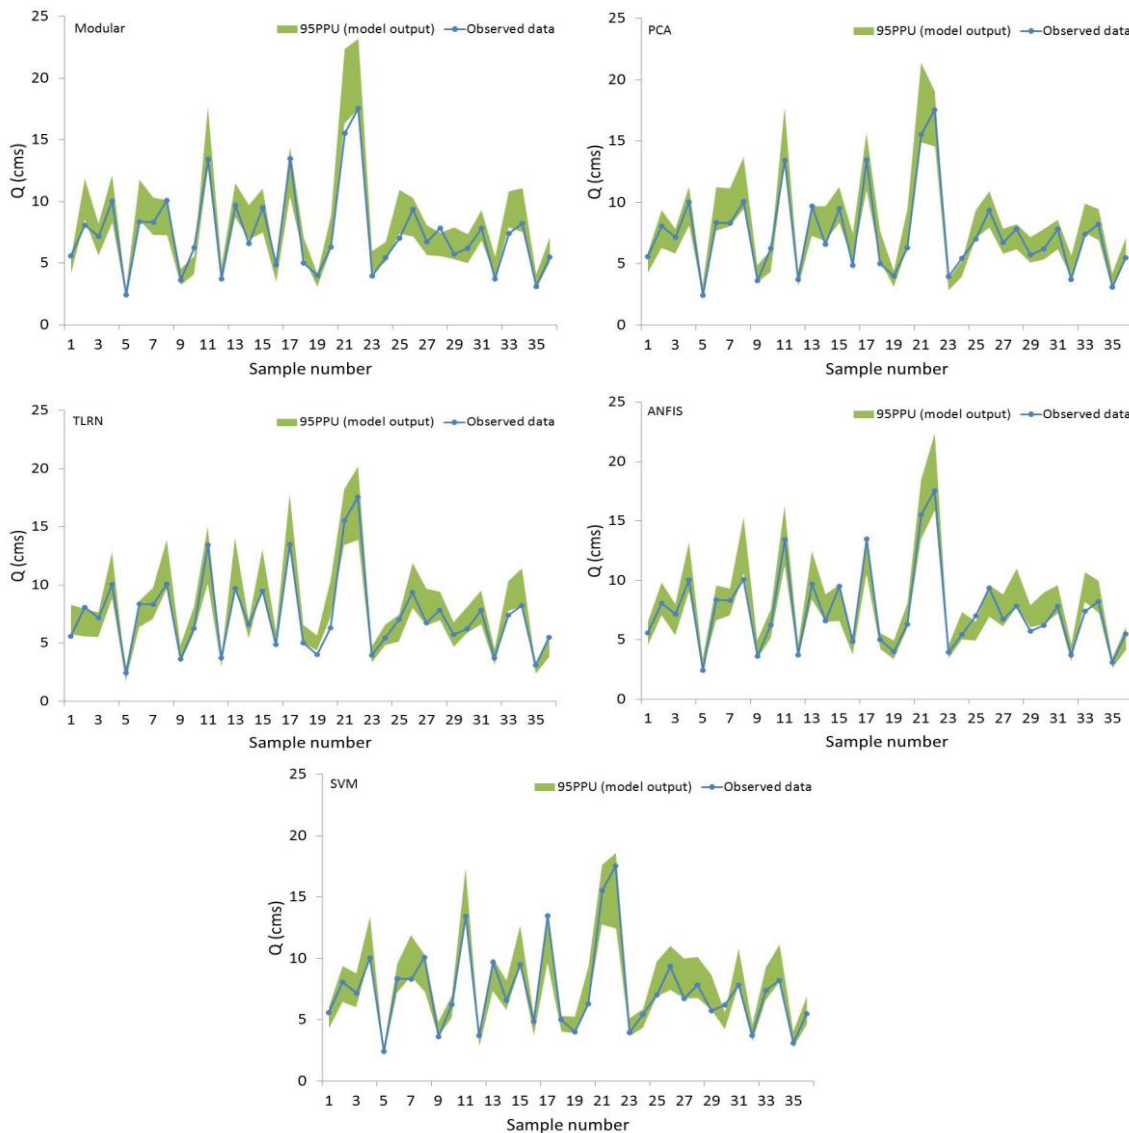 Modular
95PPU (model output) Observed data
25
20
15
10
5
0
Q (cms)
1 3 5 7 9 11 13 15 17 19 21 23 25 27 29 31 33 35
Sample number
PCA
95PPU (model output) Observed data
25
20
15
10
5
0
Q (cms)
1 3 5 7 9 11 13 15 17 19 21 23 25 27 29 31 33 35
Sample number
TLRN
95PPU (model output) Observed data
25
20
15
10
5
0
Q (cms)
1 3 5 7 9 11 13 15 17 19 21 23 25 27 29 31 33 35
Sample number
ANFIS
95PPU (model output) Observed data
25
20
15
10
5
0
Q (cms)
1 3 5 7 9 11 13 15 17 19 21 23 25 27 29 31 33 35
Sample number
SVM
95PPU (model output) Observed data
25
20
15
10
5
0
Q (cms)
1 3 5 7 9 11 13 15 17 19 21 23 25 27 29 31 33 35
Sample number